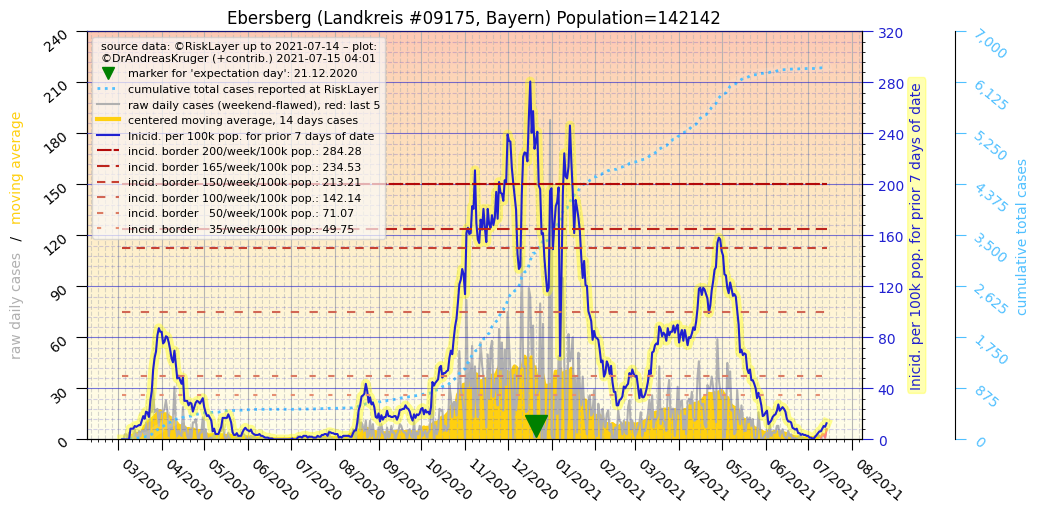 Ebersberg (Landkreis #09175, Bayern) Population=142142
source data: ©RiskLayer up to 2021-07-14 – plot:
©DrAndreasKruger (+contrib.) 2021-07-15 04:01
marker for 'expectation day': 21.12.2020
cumulative total cases reported at RiskLayer
raw daily cases (weekend-flawed), red: last 5
centered moving average, 14 days cases
Inicid. per 100k pop. for prior 7 days of date
incid. border 200/week/100k pop.: 284.28
incid. border 165/week/100k pop.: 234.53
incid. border 150/week/100k pop.: 213.21
incid. border 100/week/100k pop.: 142.14
incid. border 50/week/100k pop.: 71.07
incid. border 35/week/100k pop.: 49.75
raw daily cases / moving average
240
210
180
150
120
90
60
30
0
320
280
240
200
160
120
80
40
0
Inicid. per 100k pop. for prior 7 days of date
7,000
6,125
5,250
4,375
3,500
2,625
1,750
875
0
cumulative total cases
03/2020
04/2020
05/2020
06/2020
07/2020
08/2020
09/2020
10/2020
11/2020
12/2020
01/2021
02/2021
03/2021
04/2021
05/2021
06/2021
07/2021
08/2021